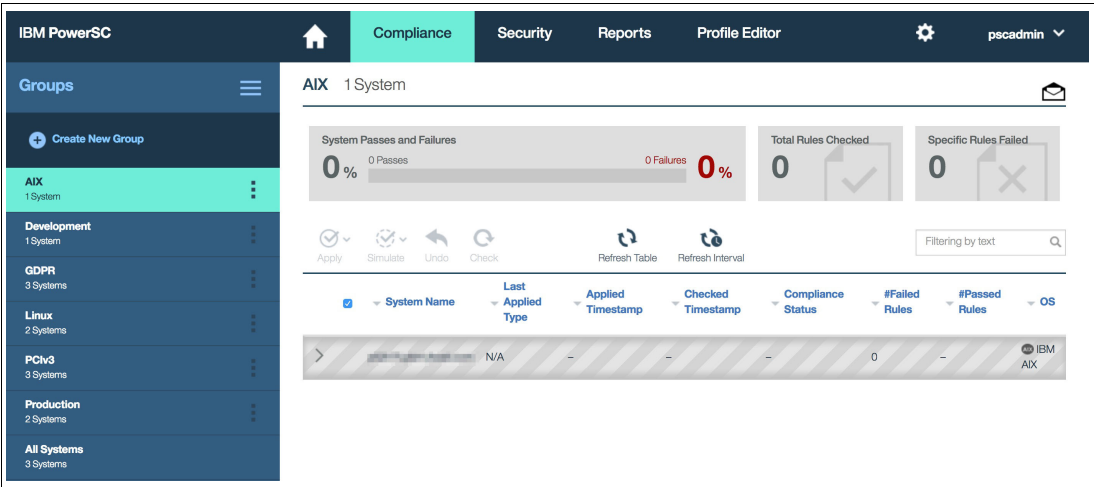 IBM PowerSC
Compliance Security Reports Profile Editor pscadmin
Groups
Create New Group
AIX
1 System
Development
1 System
GDPR
3 Systems
Linux
2 Systems
PCIv3
3 Systems
Production
2 Systems
All Systems
3 Systems
AIX 1 System
System Passes and Failures
0 % 0 Passes 0 Failures 0 %
Total Rules Checked
0
Specific Rules Failed
0
Apply Simulate Undo Check Refresh Table Refresh Interval Filtering by text
System Name Last Applied Type Applied Timestamp Checked Timestamp Compliance Status #Failed Rules #Passed Rules OS
N/A – – – 0 – AIX IBM AIX